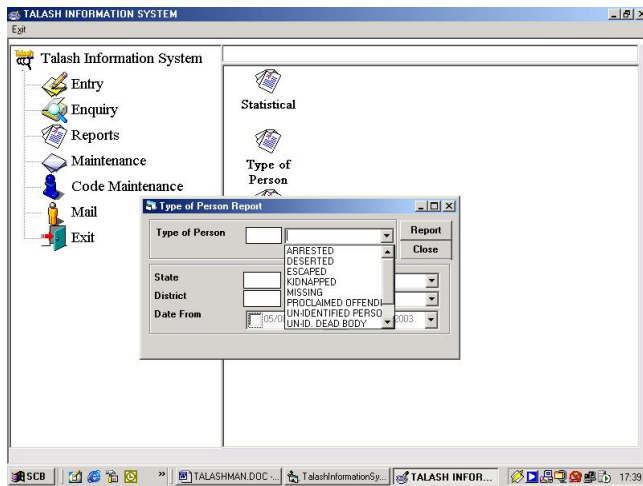 TALASH INFORMATION SYSTEM
Exit
Talash Information System
Entry
Enquiry
Reports
Maintenance
Code Maintenance
Mail
Exit
Statistical
Type of
Person
Type of Person Report
Type of Person
Report
Close
ARRESTED
DESERTED
ESCAPED
KIDNAPPED
MISSING
PROCLAIMED OFFENDI
UN-IDENTIFIED PERSO
UN-ID. DEAD BODY
State
District
Date From
05/0
2003
SCB
»
TALASHMAN.DOC -...
TalashInformationSy...
TALASH INFOR...
17:39